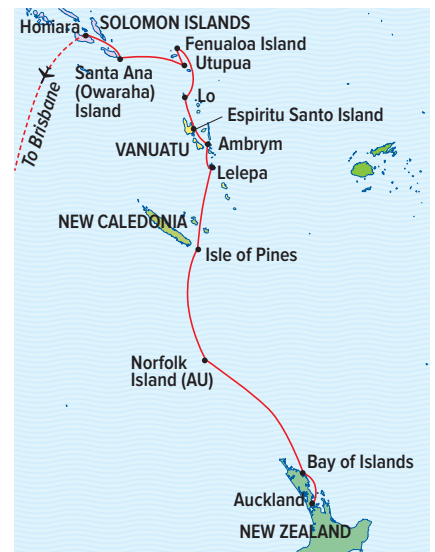 SOLOMON ISLANDS
Honiara
Fenualoa Island
Utupua
Santa Ana
(Owaraha)
Island
To Brisbane
Lo
Espiritu Santo Island
VANUATU
Ambrym
Lelepa
NEW CALEDONIA
Isle of Pines
Norfolk
Island (AU)
Bay of Islands
Auckland
NEW ZEALAND